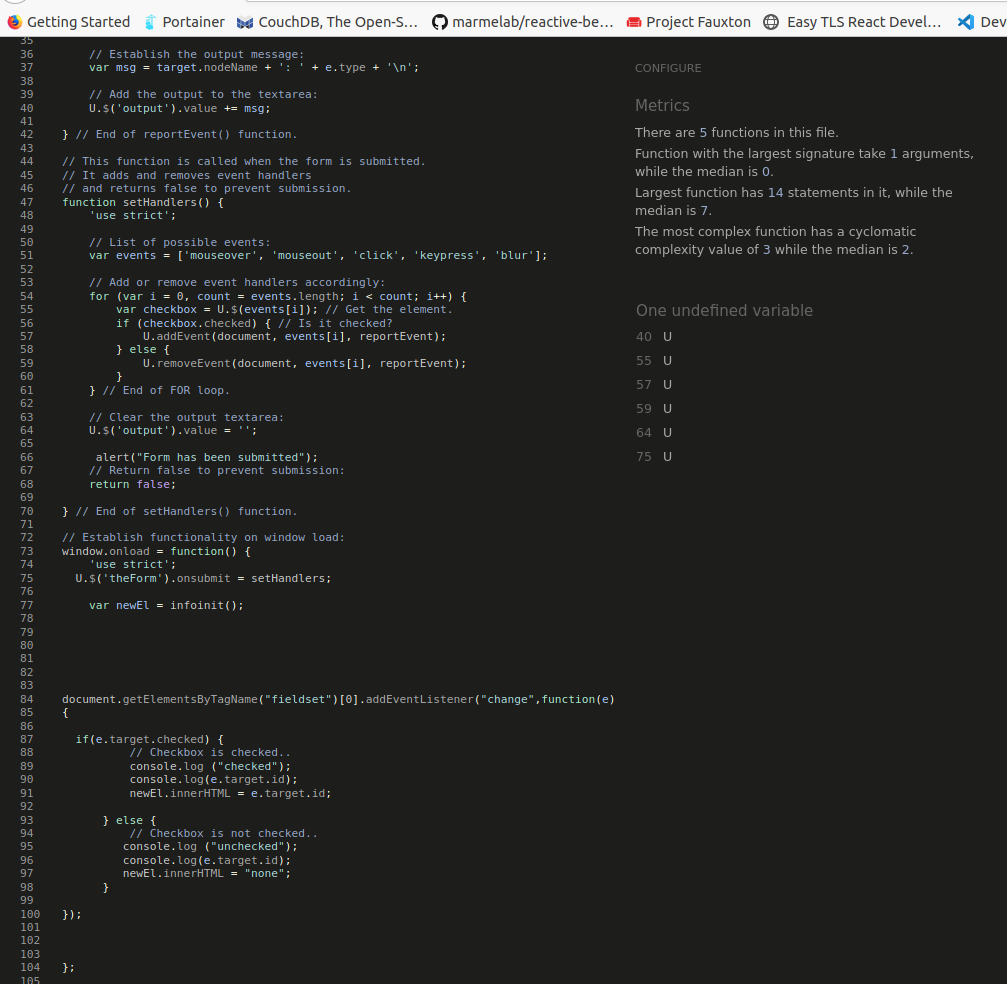 Getting Started Portainer CouchDB, The Open-S... marmelab/reactive-be... Project Fauxton Easy TLS React Devel... Dev
35
36 // Establish the output message:
37 var msg = target.nodeName + ': ' + e.type + '\n';
38
39 // Add the output to the textarea:
40 U.$('output').value += msg;
41
42 } // End of reportEvent() function.
43
44 // This function is called when the form is submitted.
45 // It adds and removes event handlers
46 // and returns false to prevent submission.
47 function setHandlers() {
48 'use strict';
49
50 // List of possible events:
51 var events = ['mouseover', 'mouseout', 'click', 'keypress', 'blur'];
52
53 // Add or remove event handlers accordingly:
54 for (var i = 0, count = events.length; i < count; i++) {
55 var checkbox = U.$(events[i]); // Get the element.
56 if (checkbox.checked) { // Is it checked?
57 U.addEvent(document, events[i], reportEvent);
58 } else {
59 U.removeEvent(document, events[i], reportEvent);
60 }
61 } // End of FOR loop.
62
63 // Clear the output textarea:
64 U.$('output').value = '';
65
66 alert("Form has been submitted");
67 // Return false to prevent submission:
68 return false;
69
70 } // End of setHandlers() function.
71
72 // Establish functionality on window load:
73 window.onload = function() {
74 'use strict';
75 U.$('theForm').onsubmit = setHandlers;
76
77 var newEl = infoinit();
78
79
80
81
82
83
84 document.getElementsByTagName("fieldset")[0].addEventListener("change",function(e)
85 {
86
87 if(e.target.checked) {
88 // Checkbox is checked..
89 console.log ("checked");
90 console.log(e.target.id);
91 newEl.innerHTML = e.target.id;
92
93 } else {
94 // Checkbox is not checked..
95 console.log ("unchecked");
96 console.log(e.target.id);
97 newEl.innerHTML = "none";
98 }
99
100 });
101
102
103
104 };
105
CONFIGURE
Metrics
There are 5 functions in this file.
Function with the largest signature take 1 arguments,
while the median is 0.
Largest function has 14 statements in it, while the
median is 7.
The most complex function has a cyclomatic
complexity value of 3 while the median is 2.
One undefined variable
40 U
55 U
57 U
59 U
64 U
75 U